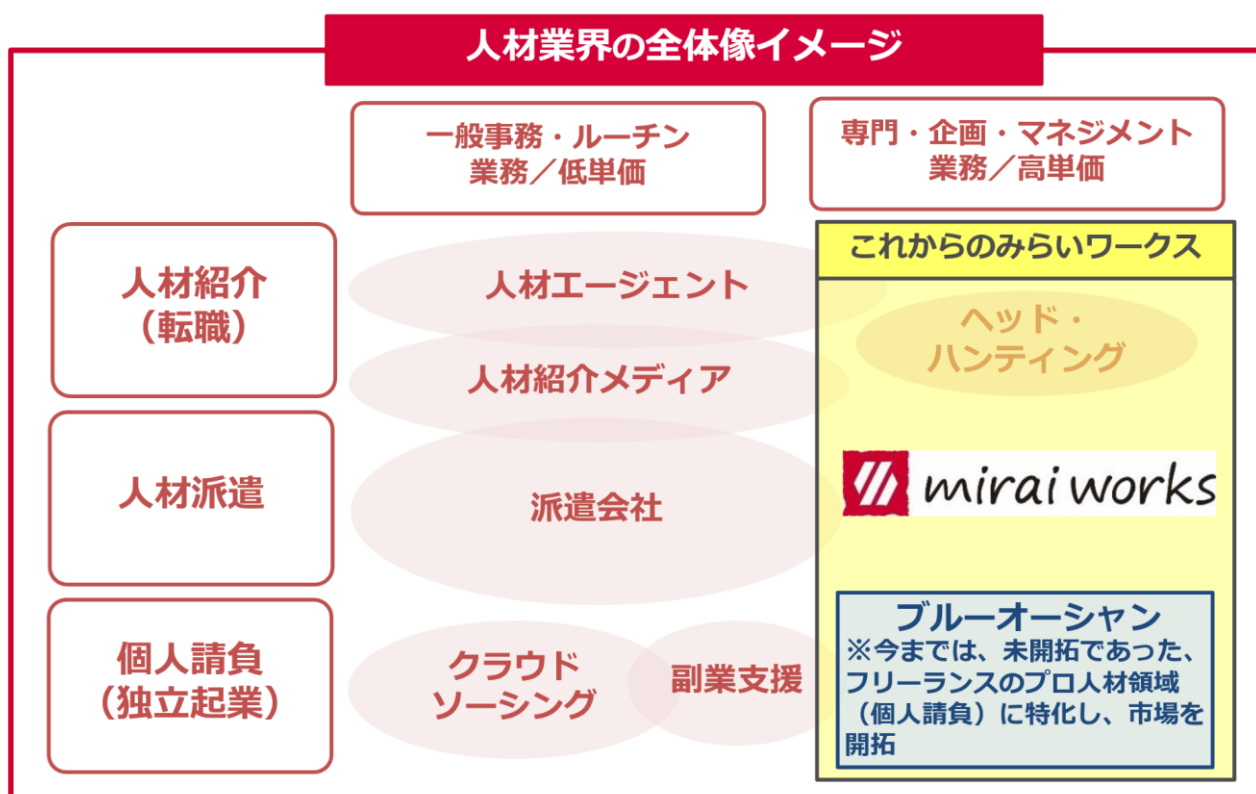 人材業界の全体像イメージ
一般事務・ルーチン
業務／低単価
専門・企画・マネジメント
業務／高単価
これからのみらいワークス
人材紹介
（転職）
人材エージェント
ヘッド・
ハンティング
人材紹介メディア
人材派遣
派遣会社
mirai works
個人請負
（独立起業）
クラウド
ソーシング
副業支援
ブルーオーシャン
※今までは、未開拓であった、
フリーランスのプロ人材領域
（個人請負）に特化し、市場を
開拓